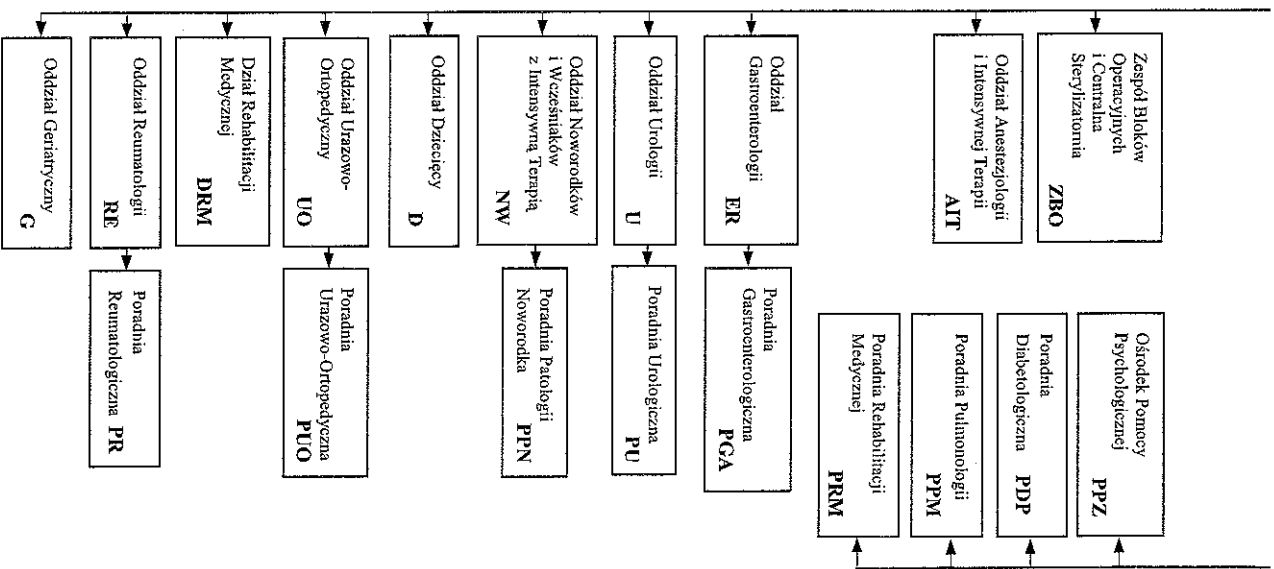 Zespół Bloków
Operacyjnych
i Centralna
Sterylizatornia
ZBO
Ośrodek Pomocy
Psychologicznej
PPZ
Poradnia
Diabetologiczna PDP
Oddział Anestezjologii
i Intensywnej Terapii
AIT
Poradnia Pulmonologii
PPM
Poradnia Rehabilitacji
Medycznej
PRM
Oddział
Gastroenterologii
ER
Poradnia
Gastroenterologiczna
PGA
Oddział Urologii
U
Poradnia Urologiczna
PU
Oddział Noworodków
i Wcześniaków
z Intensywną Terapią
NW
Poradnia Patologii
Noworodka
PPN
Oddział Dziecięcy
D
Oddział Urazowo-
Ortopedyczny
UO
Poradnia
Urazowo-Ortopedyczna
PUO
Dział Rehabilitacji
Medycznej
DRM
Oddział Reumatologii
RE
Poradnia
Reumatologiczna PR
Oddział Geriatryczny
G